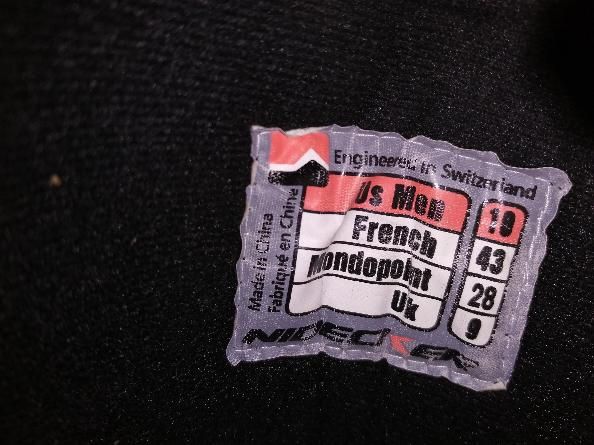 Engineered in Switzerland
Made in China
Fabriqué en Chine
Us Men 10
French 43
Mondopoint 28
Uk 9
NIDECKER